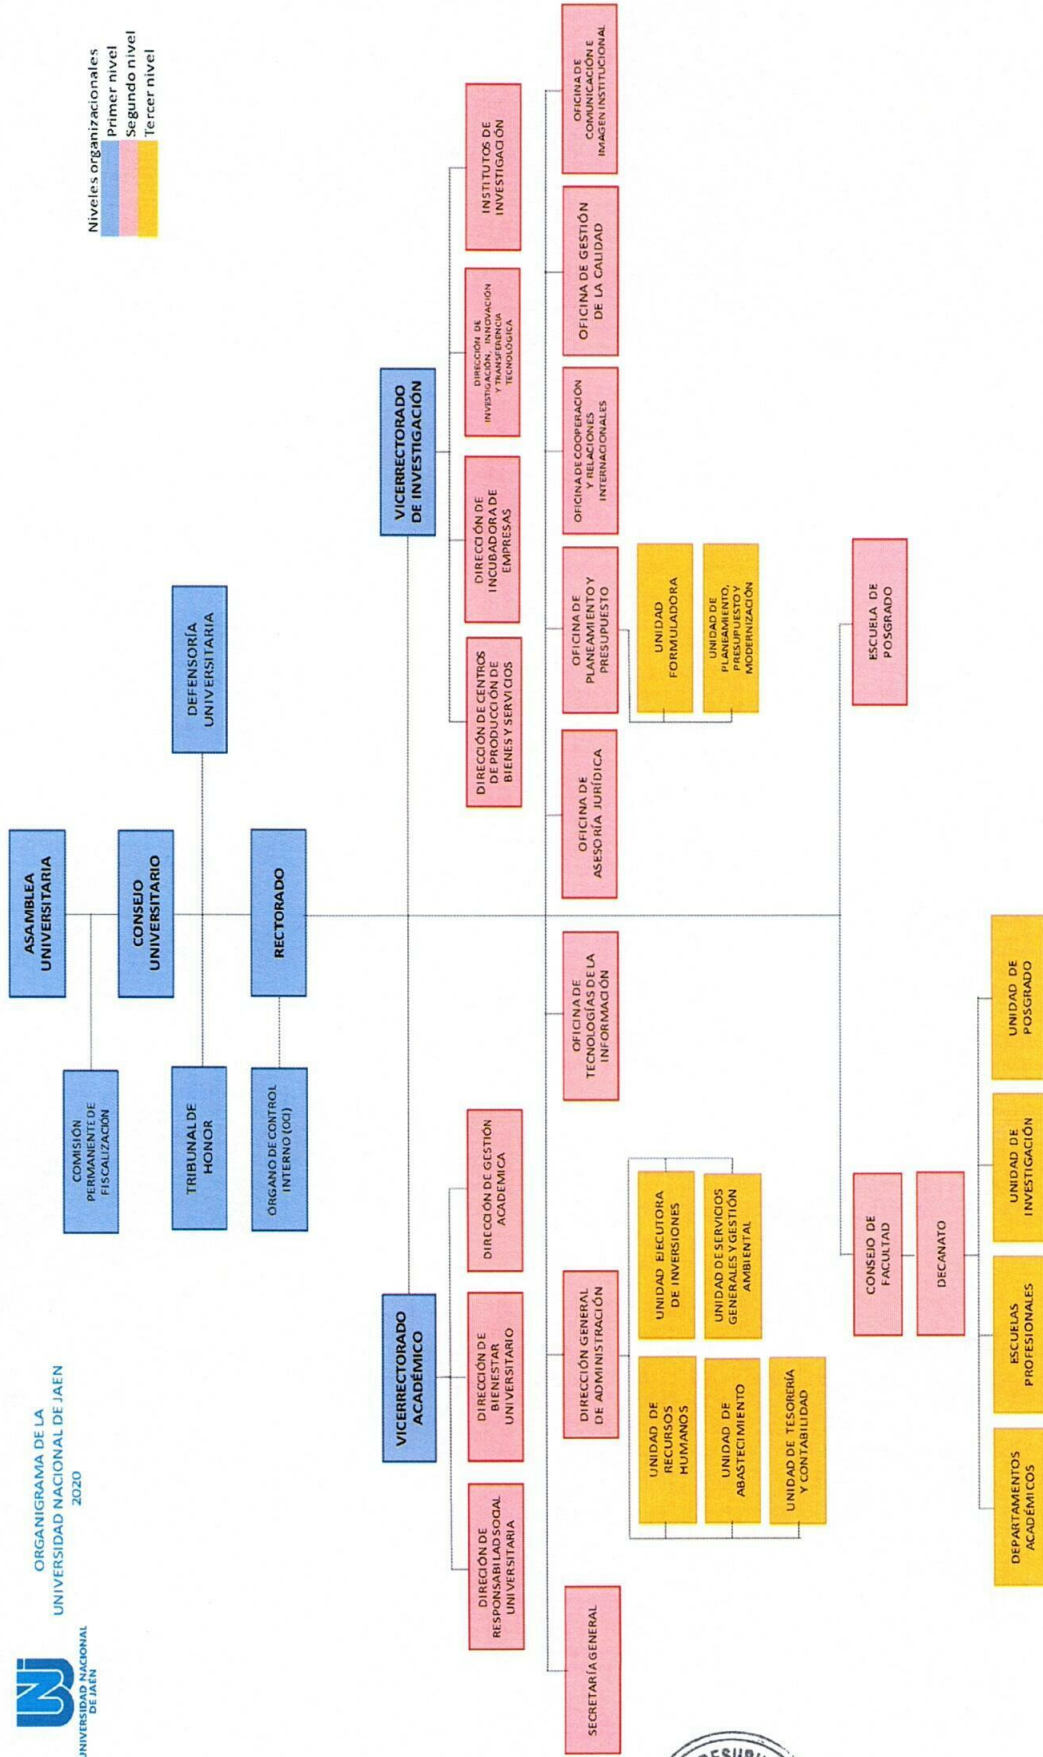 UNJ
UNIVERSIDAD NACIONAL
DE JAÉN
ORGANIGRAMA DE LA
UNIVERSIDAD NACIONAL DE JAEN
2020
Niveles organizacionales
Primer nivel
Segundo nivel
Tercer nivel
ASAMBLEA
UNIVERSITARIA
COMISIÓN
PERMANENTE DE
FISCALIZACIÓN
CONSEJO
UNIVERSITARIO
TRIBUNAL DE
HONOR
DEFENSORÍA
UNIVERSITARIA
ÓRGANO DE CONTROL
INTERNO (OCI)
RECTORADO
VICERRECTORADO
ACADÉMICO
VICERRECTORADO
DE INVESTIGACIÓN
DIRECIÓN DE
RESPONSABILAD SOCIAL
UNIVERSITARIA
DIRECCIÓN DE
BIENESTAR
UNIVERSITARIO
DIRECCIÓN DE GESTIÓN
ACADEMICA
DIRECCIÓN DE CENTROS
DE PRODUCCIÓN DE
BIENES Y SERVICIOS
DIRECCIÓN DE
INCUBADORA DE
EMPRESAS
DIRECCIÓN DE
INVESTIGACIÓN, INNOVACIÓN
Y TRANSFERENCIA
TECNOLÓGICA
INSTITUTOS DE
INVESTIGACIÓN
SECRETARÍA GENERAL
DIRECCIÓN GENERAL
DE ADMINISTRACIÓN
OFICINA DE
TECNOLOGÍAS DE LA
INFORMACIÓN
OFICINA DE
ASESORÍA JURÍDICA
OFICINA DE
PLANEAMIENTO Y
PRESUPUESTO
OFICINA DE COOPERACIÓN
Y RELACIONES
INTERNACIONALES
OFICINA DE GESTIÓN
DE LA CALIDAD
OFICINA DE
COMUNICACIÓN E
IMAGEN INSTITUCIONAL
UNIDAD DE
RECURSOS
HUMANOS
UNIDAD EJECUTORA
DE INVERSIONES
UNIDAD DE
ABASTECIMIENTO
UNIDAD DE SERVICIOS
GENERALES Y GESTIÓN
AMBIENTAL
UNIDAD DE TESORERÍA
Y CONTABILIDAD
UNIDAD
FORMULADORA
UNIDAD DE
PLANEAMIENTO,
PRESUPUESTO Y
MODERNIZACIÓN
CONSEJO DE
FACULTAD
DECANATO
ESCUELA DE
POSGRADO
DEPARTAMENTOS
ACADÉMICOS
ESCUELAS
PROFESIONALES
UNIDAD DE
INVESTIGACIÓN
UNIDAD DE
POSGRADO